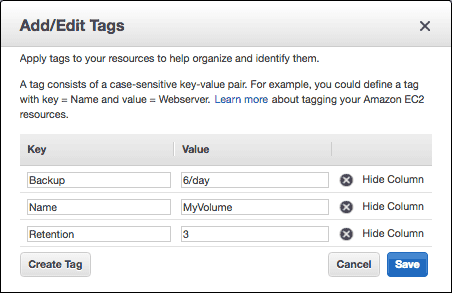 Add/Edit Tags
Apply tags to your resources to help organize and identify them.
A tag consists of a case-sensitive key-value pair. For example, you could define a tag
with key = Name and value = Webserver. Learn more about tagging your Amazon EC2
resources.
Key Value
Backup 6/day Hide Column
Name MyVolume Hide Column
Retention 3 Hide Column
Create Tag Cancel Save